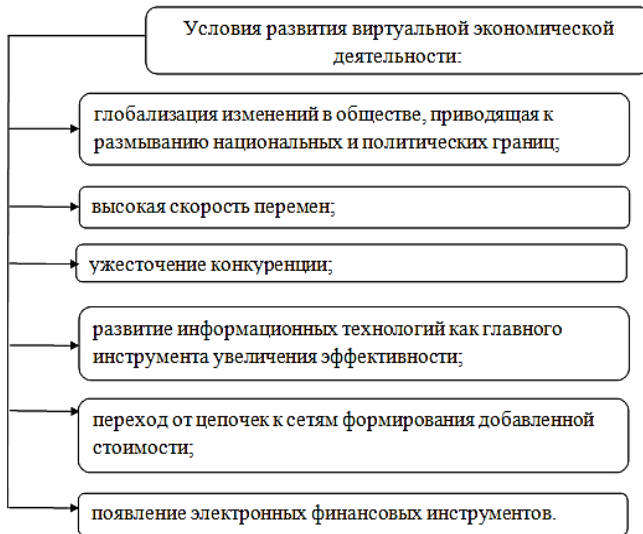 Условия развития виртуальной экономической
деятельности:
глобализация изменений в обществе, приводящая к
размыванию национальных и политических границ;
высокая скорость перемен;
ужесточение конкуренции;
развитие информационных технологий как главного
инструмента увеличения эффективности;
переход от цепочек к сетям формирования добавленной
стоимости;
появление электронных финансовых инструментов.